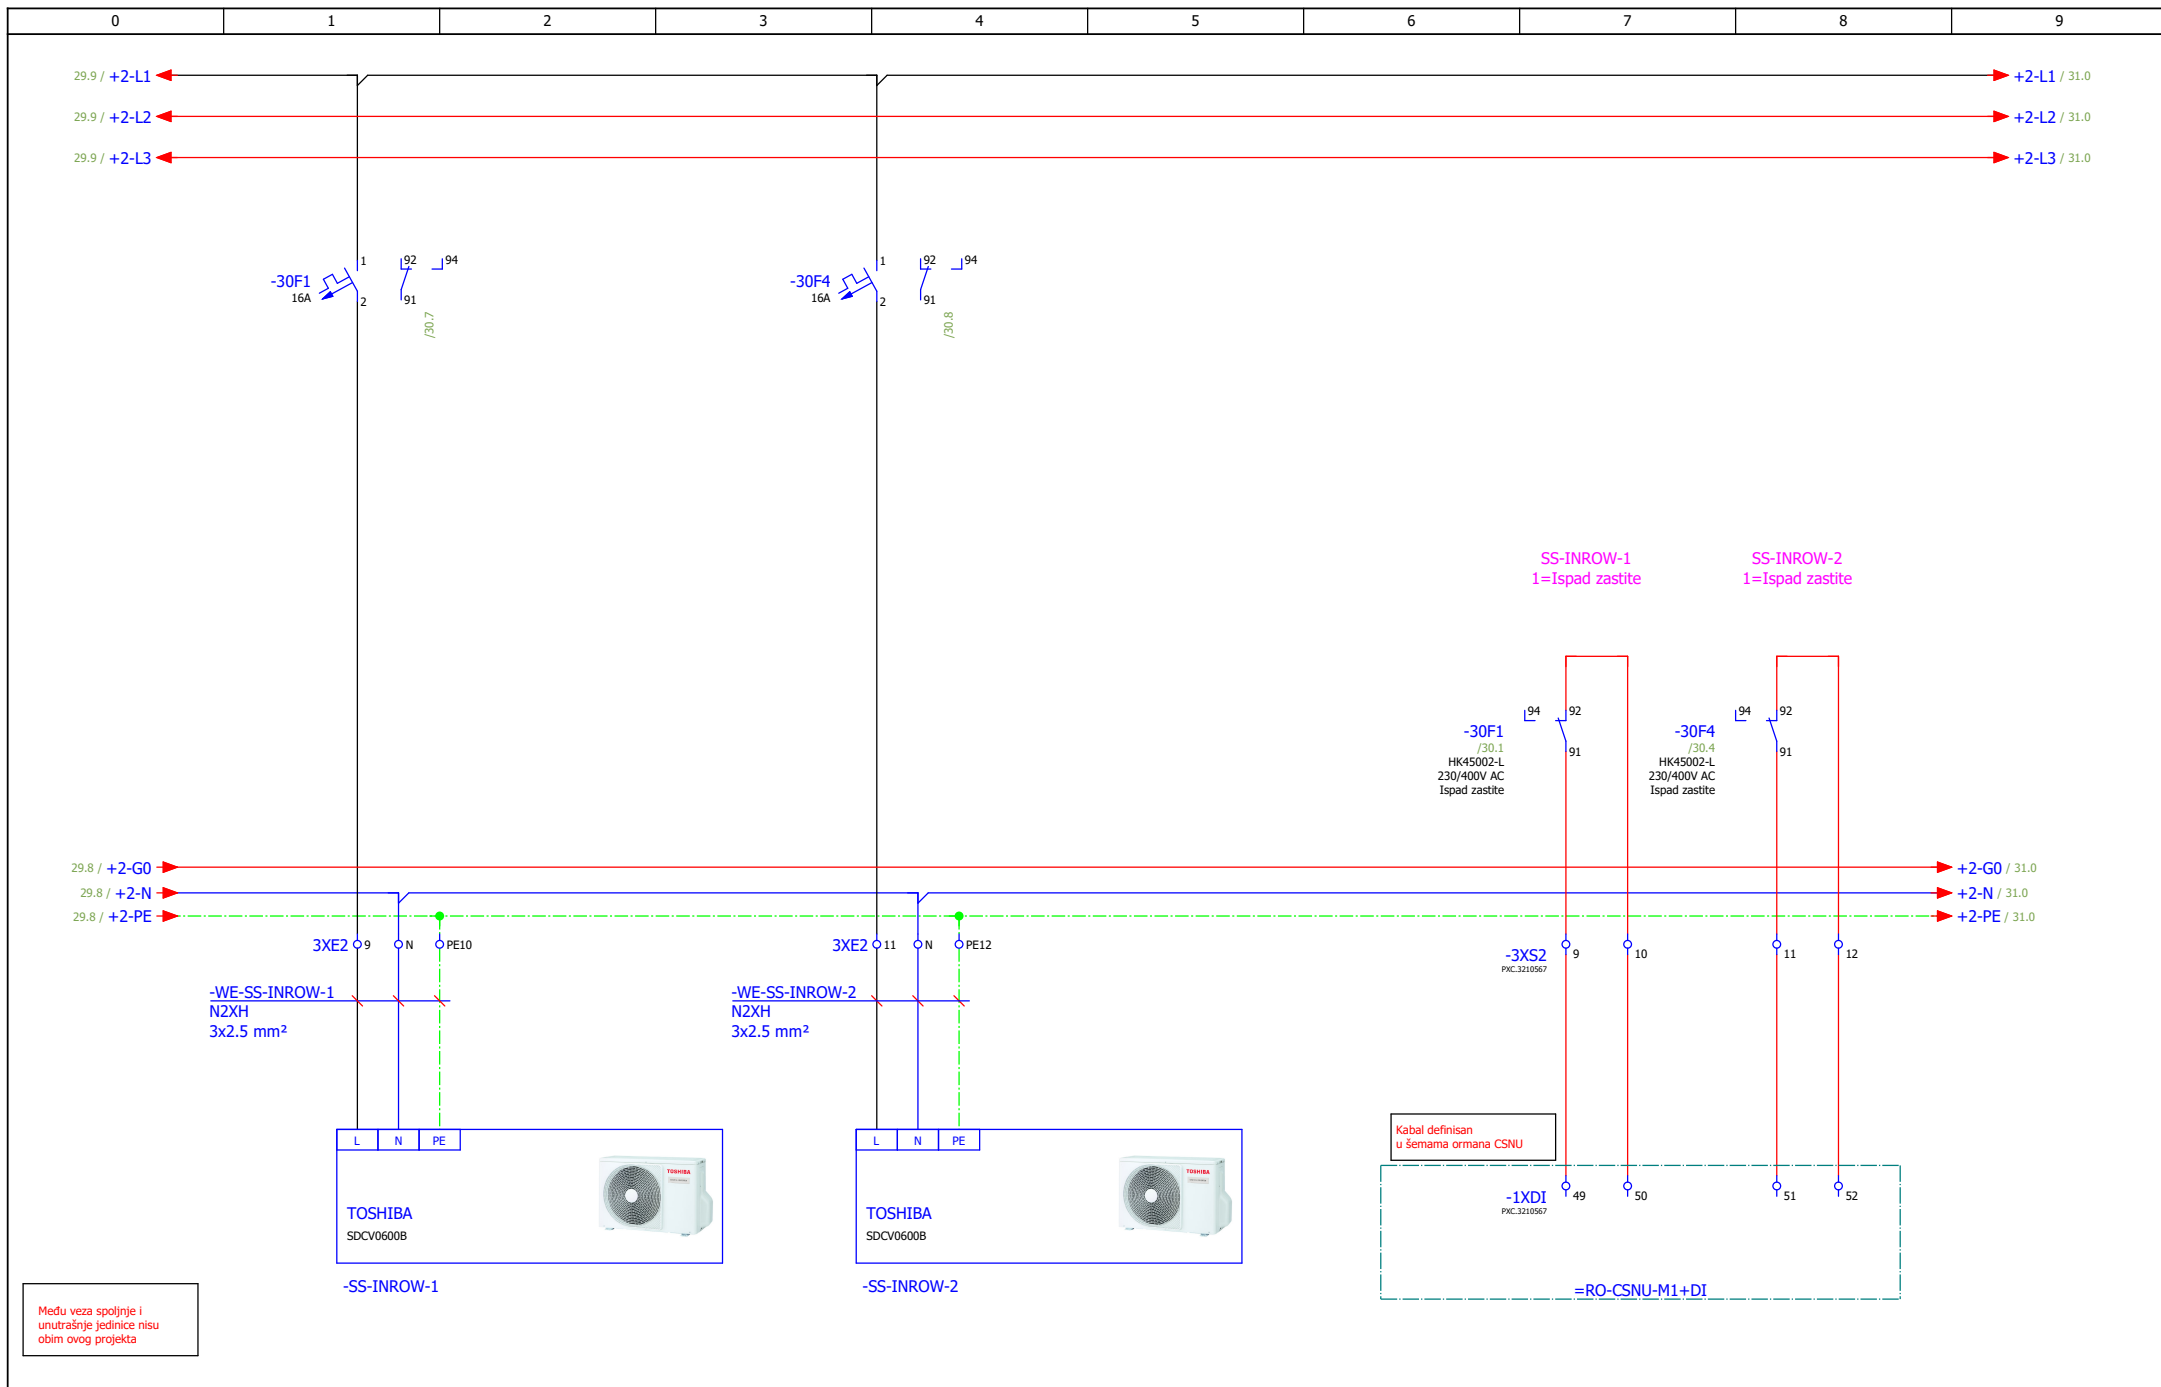 0 1 2 3 4 5 6 7 8 9
29.9 / +2-L1 +2-L1 / 31.0
29.9 / +2-L2 +2-L2 / 31.0
29.9 / +2-L3 +2-L3 / 31.0
1 92 94 1 92 94
-30F1 -30F4
16A 2 91 16A 2 91
/30.7 /30.8
SS-INROW-1 SS-INROW-2
1=Ispad zastite 1=Ispad zastite
94 92 94 92
-30F1 -30F4
/30.1 91 /30.4 91
HK45002-L HK45002-L
230/400V AC 230/400V AC
Ispad zastite Ispad zastite
29.8 / +2-G0 +2-G0 / 31.0
29.8 / +2-N +2-N / 31.0
29.8 / +2-PE +2-PE / 31.0
3XE2 9 N PE10 3XE2 11 N PE12
-3XS2 9 10 11 12
PXC.3210567
-WE-SS-INROW-1 -WE-SS-INROW-2
N2XH N2XH
3x2.5 mm² 3x2.5 mm²
L N PE L N PE
Kabal definisan
u šemama ormana CSNU
TOSHIBA TOSHIBA
-1XDI 49 50 51 52
PXC.3210567
TOSHIBA TOSHIBA
SDCV0600B SDCV0600B
-SS-INROW-1 -SS-INROW-2 =RO-CSNU-M1+DI
Među veza spoljnje i
unutrašnje jedinice nisu
obim ovog projekta